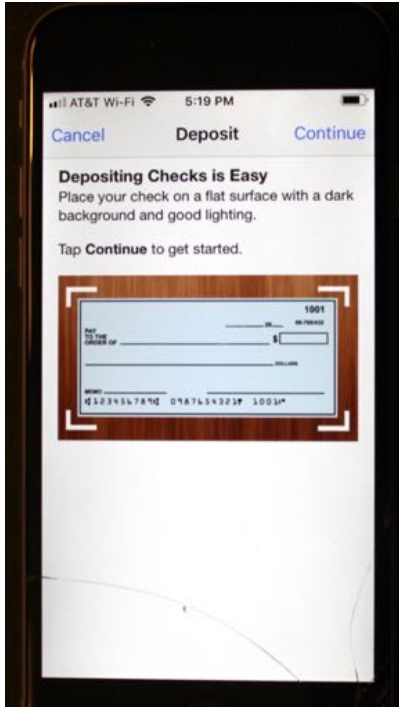 AT&T Wi-Fi 5:19 PM
Cancel Deposit Continue
Depositing Checks is Easy
Place your check on a flat surface with a dark
background and good lighting.
Tap Continue to get started.
1001
20
PAY
TO THE
ORDER OF $
DOLLARS
MEMO
⑆123456789⑆ 0987654321⑈ 1001⑈